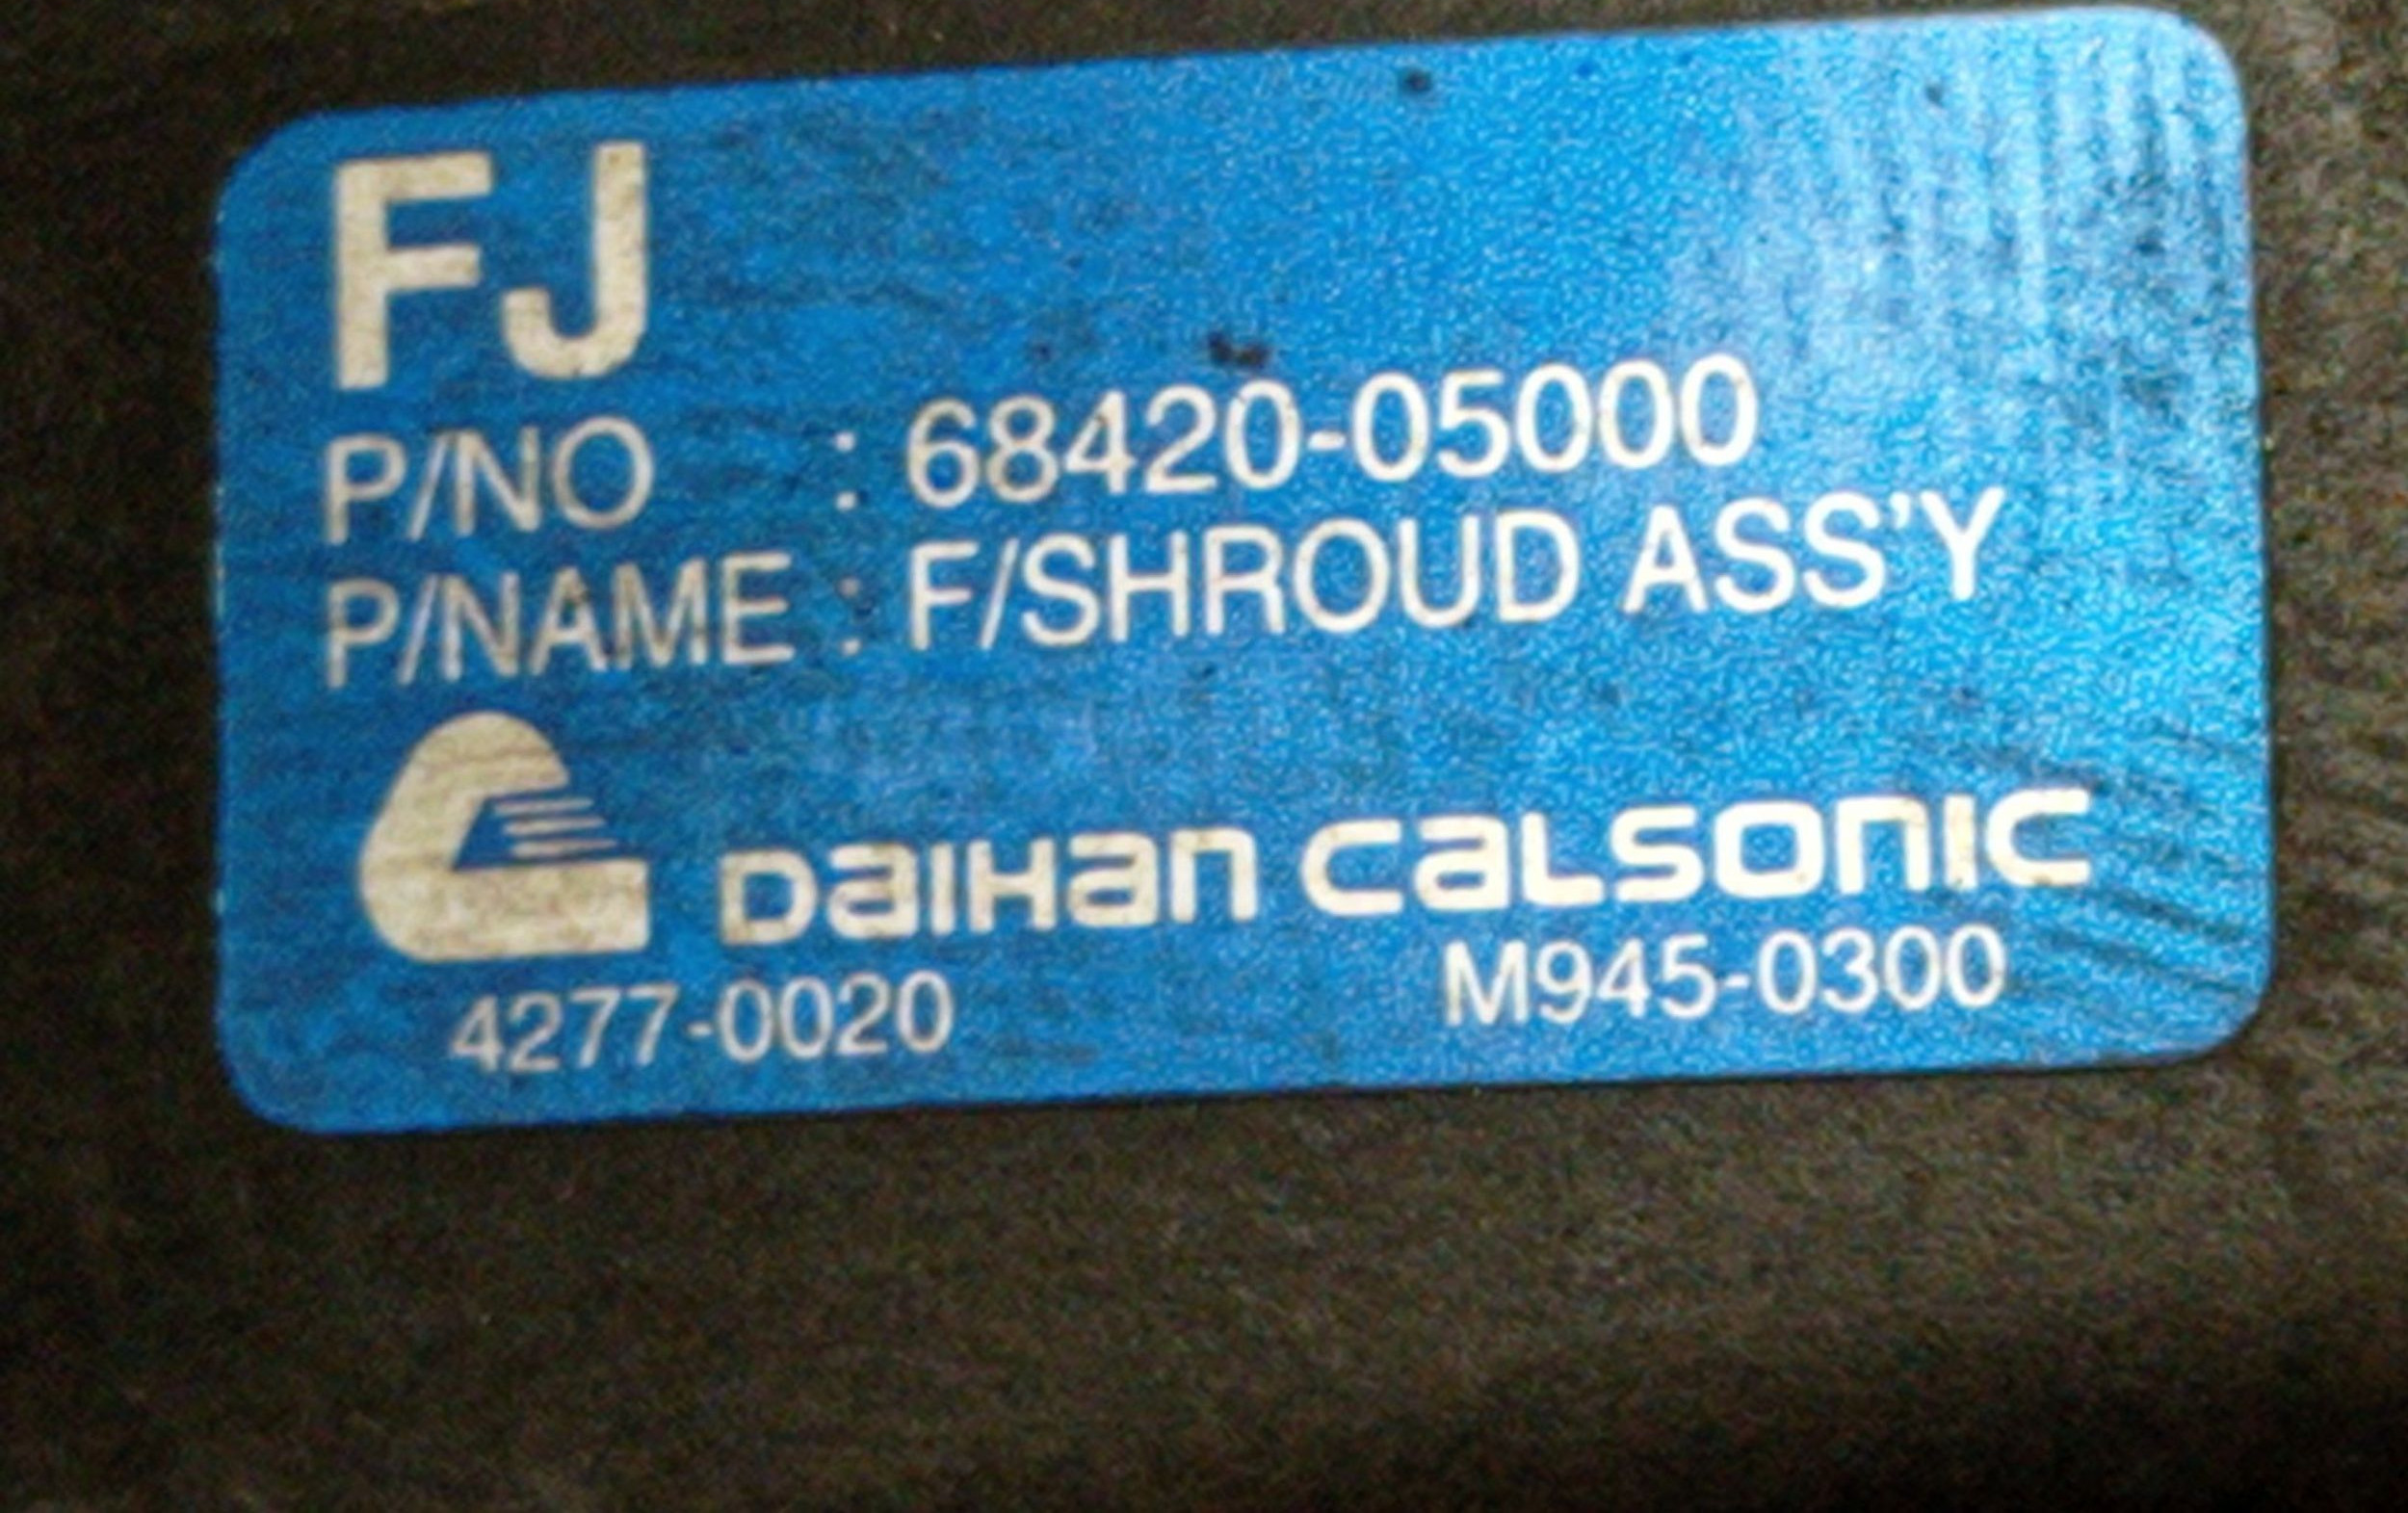 FJ
P/NO : 68420-05000
P/NAME : F/SHROUD ASS'Y
DAIHAN CALSONIC
4277-0020 M945-0300